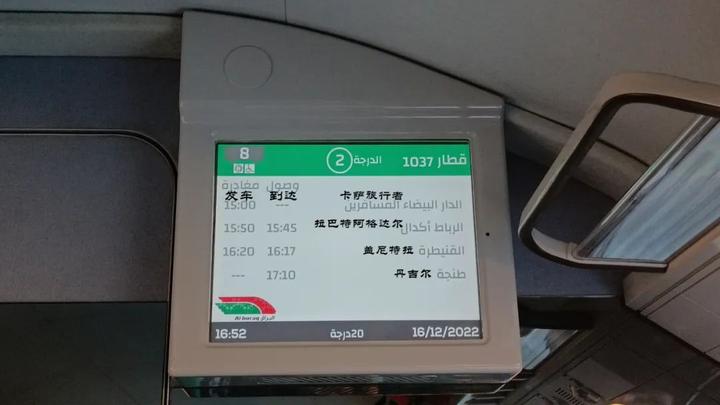 8 الدرجة 2 قطار 1037
وصول مغادرة
发车 到达 卡萨旅行者
15:00 --- الدار البيضاء المسافرين
拉巴特阿格达尔
15:50 15:45 الرباط أكدال
盖尼特拉
16:20 16:17 القنيطرة
丹吉尔
--- 17:10 طنجة
Al boraq البراق
16:52 20درجة 16/12/2022